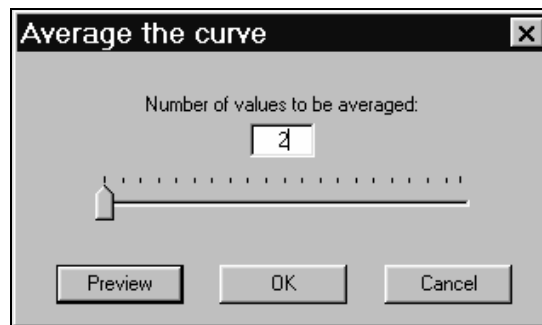 Average the curve
Number of values to be averaged:
2
Preview
OK
Cancel